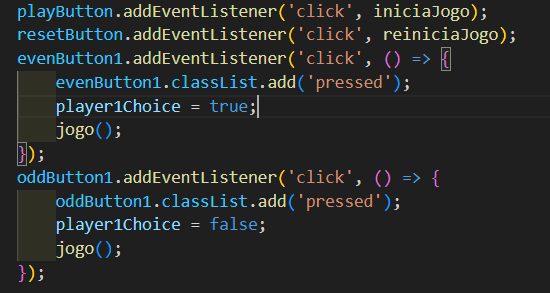 playButton.addEventListener('click', iniciaJogo);
resetButton.addEventListener('click', reiniciaJogo);
evenButton1.addEventListener('click', () => {
    evenButton1.classList.add('pressed');
    player1Choice = true;
    jogo();
});
oddButton1.addEventListener('click', () => {
    oddButton1.classList.add('pressed');
    player1Choice = false;
    jogo();
});